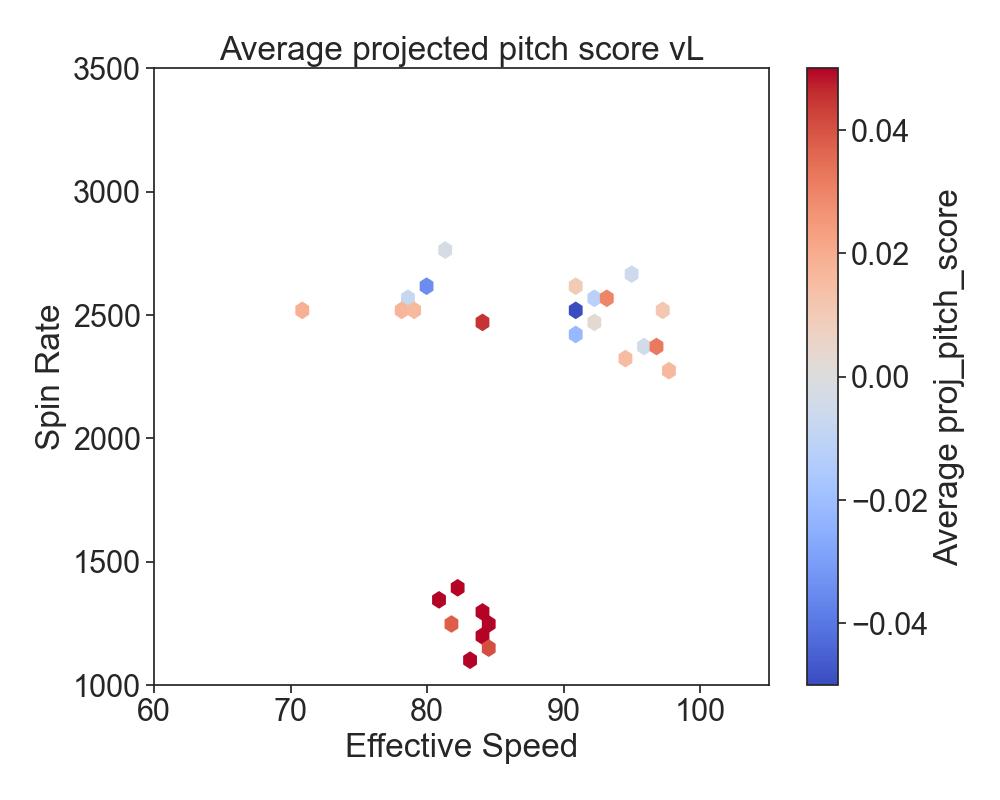 Average projected pitch score vL
3500
3000
2500
2000
1500
1000
Spin Rate
60 70 80 90 100
Effective Speed
0.04
0.02
0.00
−0.02
−0.04
Average proj_pitch_score